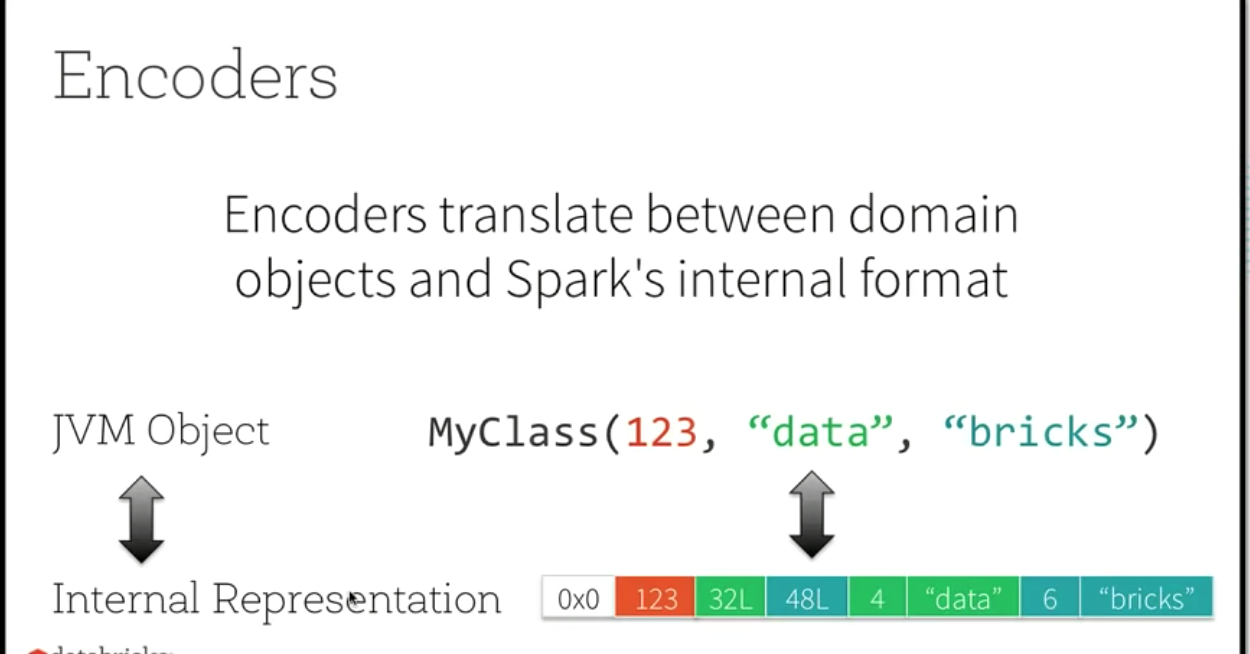 Encoders
Encoders translate between domain
objects and Spark's internal format
JVM Object
MyClass(123, “data”, “bricks”)
Internal Representation
0x0 123 32L 48L 4 “data” 6 “bricks”